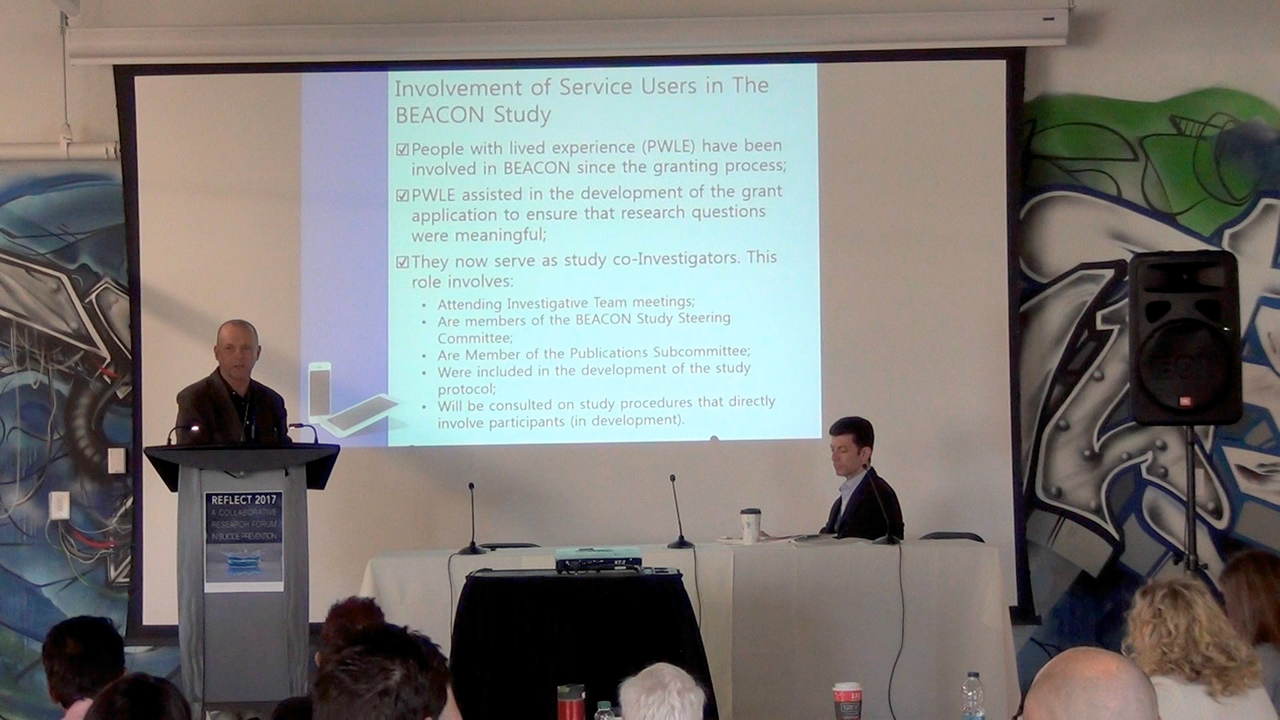 Involvement of Service Users in The
BEACON Study
☑People with lived experience (PWLE) have been
involved in BEACON since the granting process;
☑PWLE assisted in the development of the grant
application to ensure that research questions
were meaningful;
☑They now serve as study co-Investigators. This
role involves:
• Attending Investigative Team meetings;
• Are members of the BEACON Study Steering
Committee;
• Are Member of the Publications Subcommittee;
• Were included in the development of the study
protocol;
• Will be consulted on study procedures that directly
involve participants (in development).
REFLECT 2017
A COLLABORATIVE
RESEARCH FORUM
IN SUICIDE PREVENTION
JBL